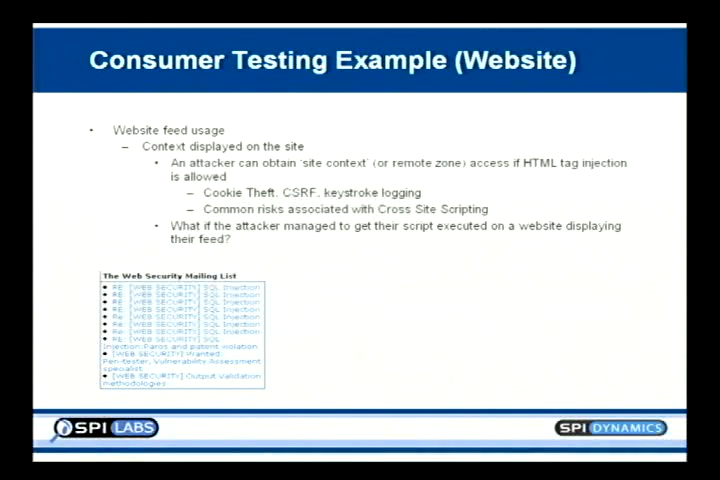 Consumer Testing Example (Website)
• Website feed usage
– Context displayed on the site
• An attacker can obtain 'site context' (or remote zone) access if HTML tag injection
is allowed
– Cookie Theft, CSRF, keystroke logging
– Common risks associated with Cross Site Scripting
• What if the attacker managed to get their script executed on a website displaying
their feed?
The Web Security Mailing List
• RE: [WEB SECURITY] SQL Injection
• RE: [WEB SECURITY] SQL Injection
• RE: [WEB SECURITY] SQL Injection
• RE: [WEB SECURITY] SQL Injection
• Re: [WEB SECURITY] SQL Injection
• Re: [WEB SECURITY] SQL Injection
• Re: [WEB SECURITY] SQL Injection
• RE: [WEB SECURITY] SQL
Injection:Paros and patent violation
• [WEB SECURITY] Wanted:
Pen-tester, Vulnerability Assessment
specialist
• [WEB SECURITY] Output Validation
methodologies
SPI LABS
SPI DYNAMICS